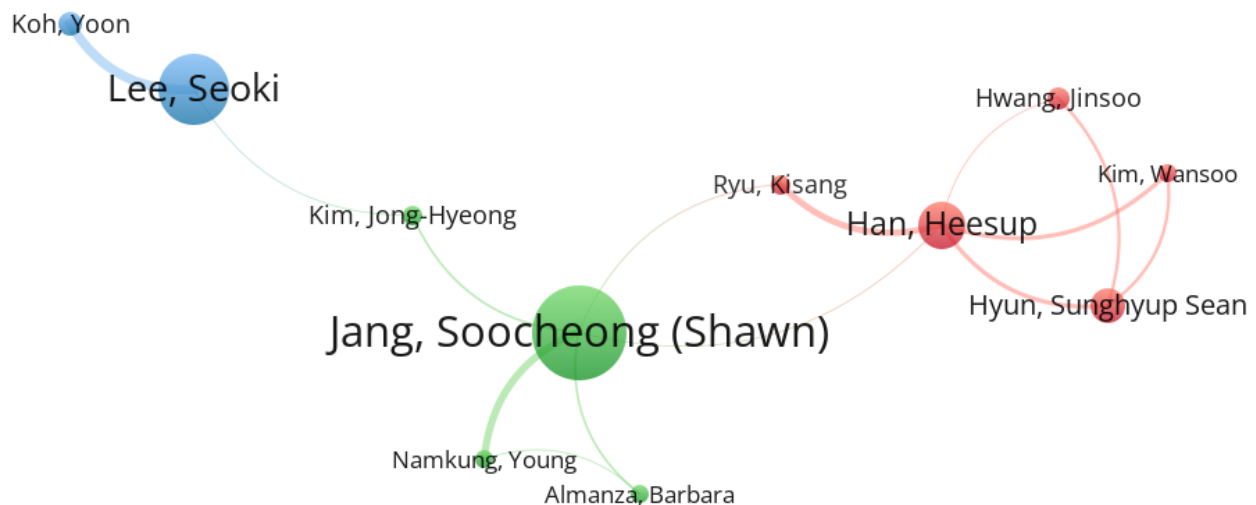 Koh, Yoon
Lee, Seoki
Hwang, Jinsoo
Kim, Wansoo
Ryu, Kisang
Kim, Jong-Hyeong
Han, Heesup
Hyun, Sunghyup Sean
Jang, Soocheong (Shawn)
Namkung, Young
Almanza, Barbara